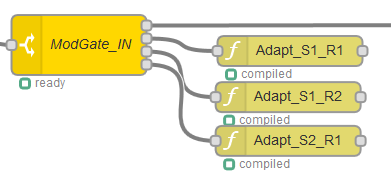 ModGate_IN
ready
Adapt_S1_R1
compiled
Adapt_S1_R2
compiled
Adapt_S2_R1
compiled